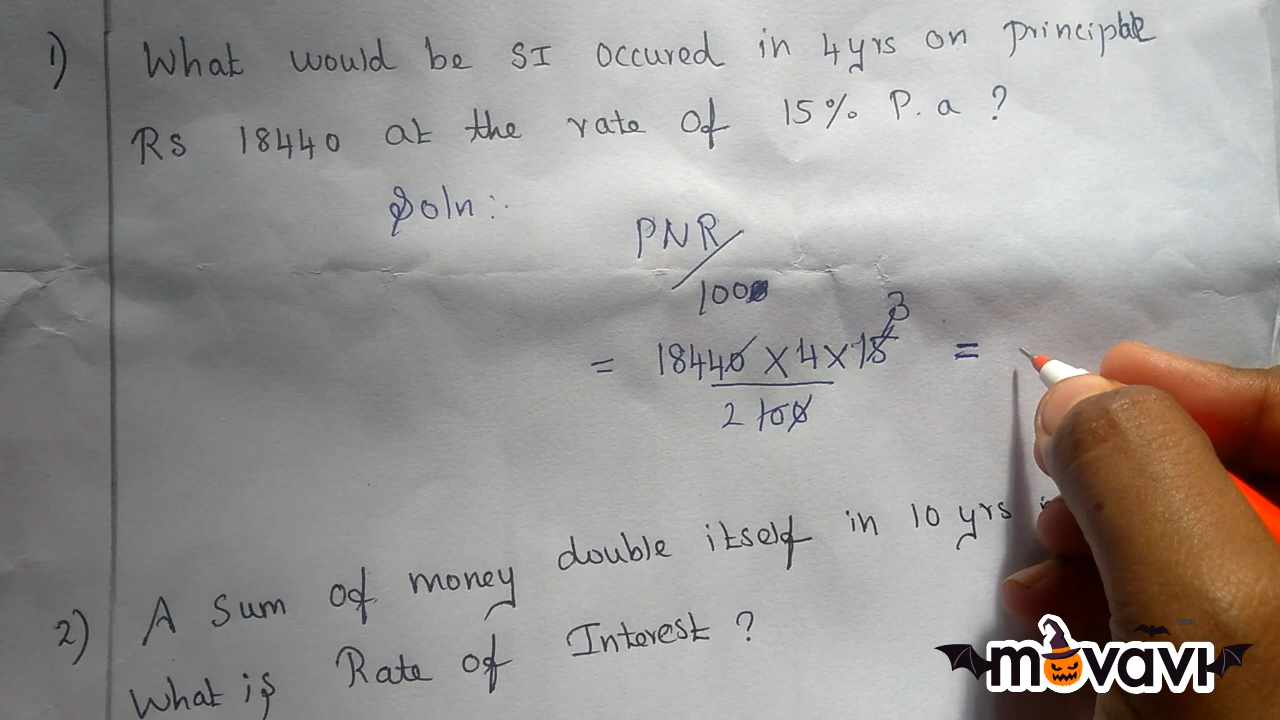 1) What would be SI occured in 4yrs on principle
Rs 18440 at the rate of 15% P.a ?
Soln :-
PNR
/
100
= 18440 x 4 x 15 3 =
2 100
2) A sum of money double itself in 10 yrs
What is Rate of Interest ?
movavi